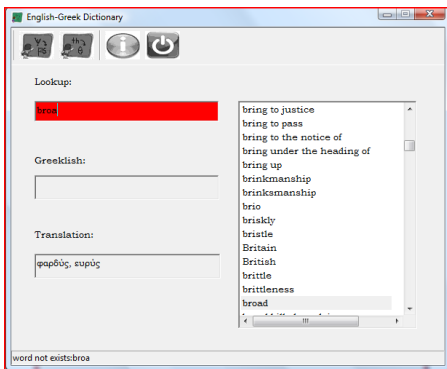 English-Greek Dictionary
Lookup:
broa
Greeklish:
Translation:
φαρδύς, ευρύς
bring to justice
bring to pass
bring to the notice of
bring under the heading of
bring up
brinkmanship
brinksmanship
brio
briskly
bristle
Britain
British
brittle
brittleness
broad
word not exists:broa